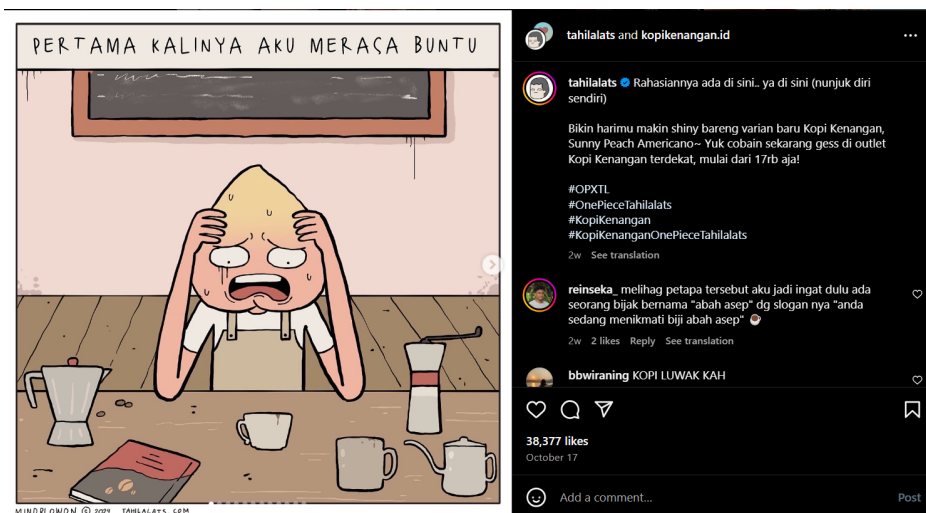 PERTAMA KALINYA AKU MERASA BUNTU
MINDBLOWON © 2024 TAHILALATS.COM
tahilalats and kopikenangan.id
tahilalats Rahasiannya ada di sini.. ya di sini (nunjuk diri
sendiri)
Bikin harimu makin shiny bareng varian baru Kopi Kenangan,
Sunny Peach Americano~ Yuk cobain sekarang gess di outlet
Kopi Kenangan terdekat, mulai dari 17rb aja!
#OPXTL
#OnePieceTahilalats
#KopiKenangan
#KopiKenanganOnePieceTahilalats
2w See translation
reinseka_ melihag petapa tersebut aku jadi ingat dulu ada
seorang bijak bernama "abah asep" dg slogan nya "anda
sedang menikmati biji abah asep" ☕
2w 2 likes Reply See translation
bbwiraning KOPI LUWAK KAH
38,377 likes
October 17
Add a comment...
Post